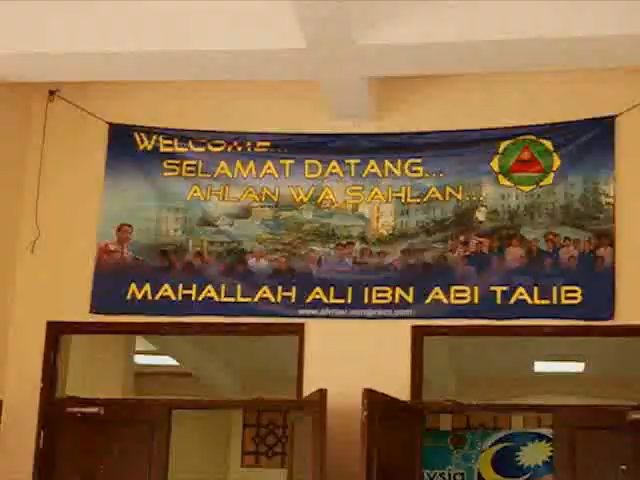 WELCOME...
SELAMAT DATANG...
AHLAN WA SAHLAN...
MAHALLAH ALI IBN ABI TALIB